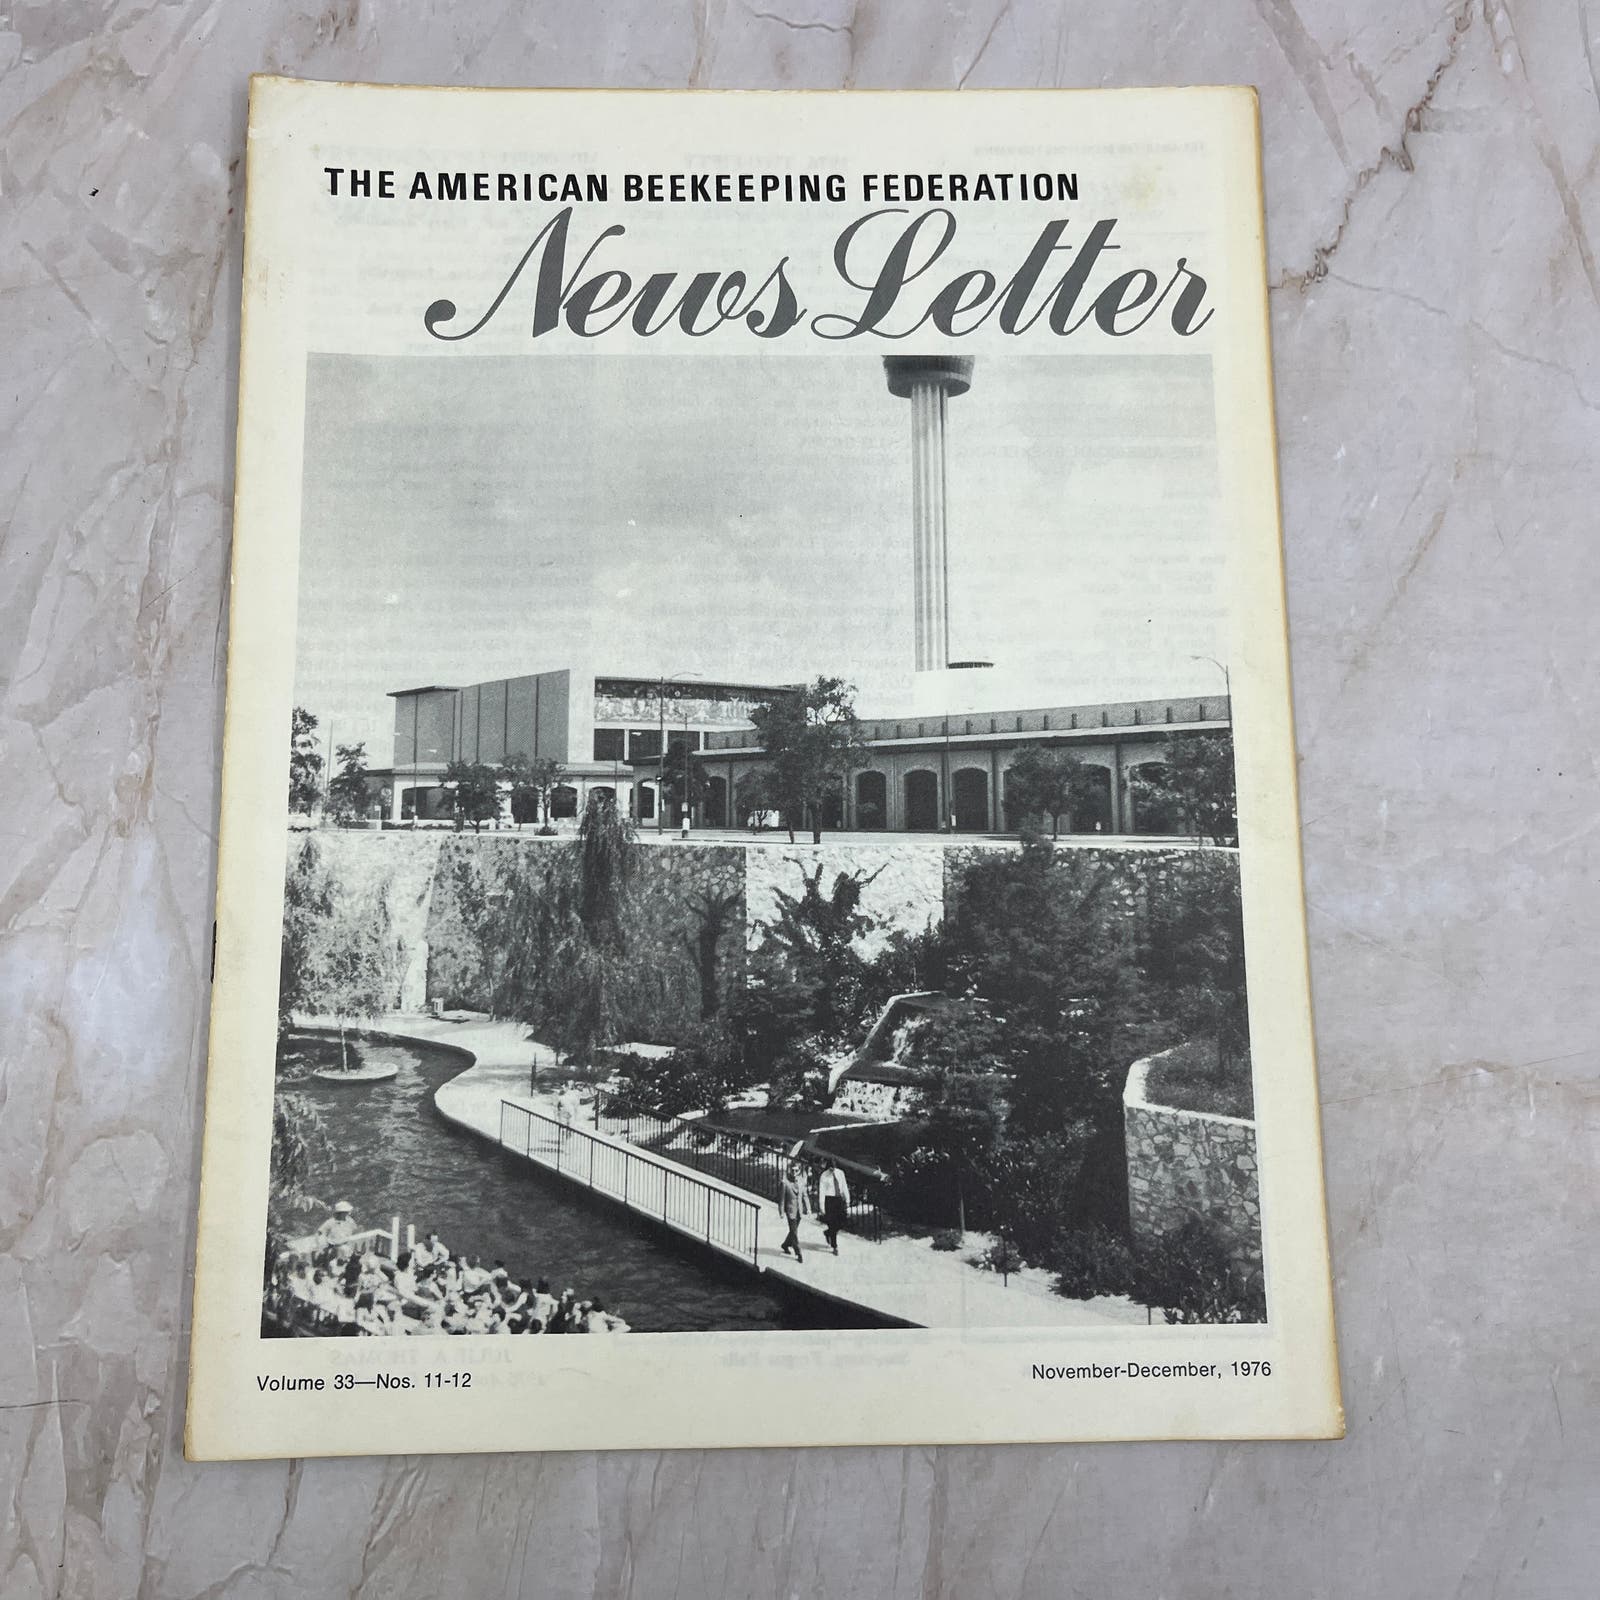 THE AMERICAN BEEKEEPING FEDERATION
News Letter
Volume 33—Nos. 11-12
November-December, 1976